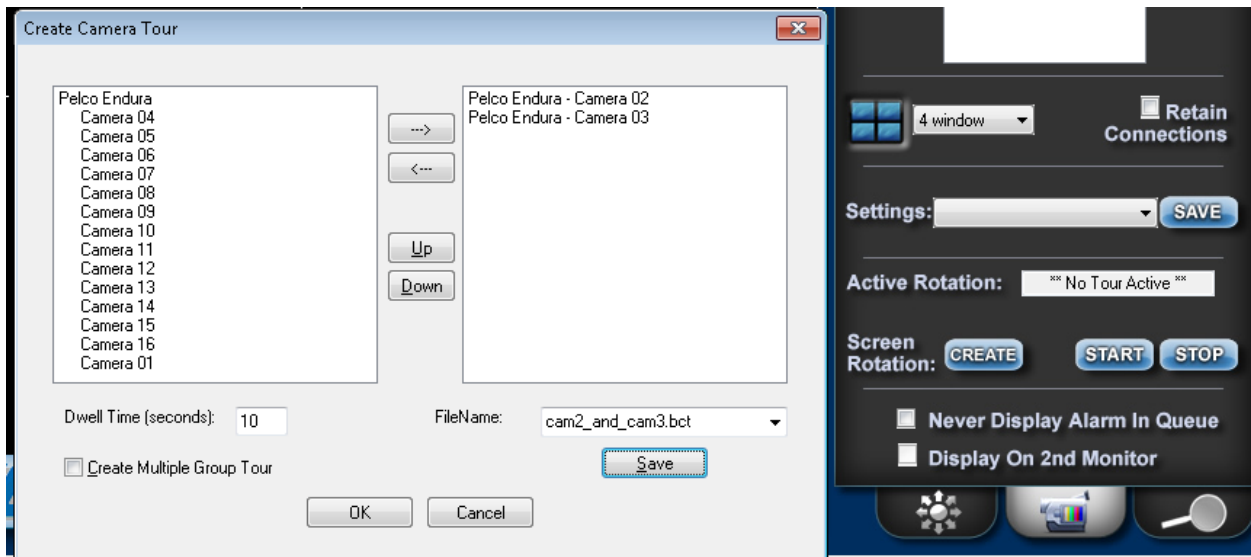 Create Camera Tour
Pelco Endura
Camera 04
Camera 05
Camera 06
Camera 07
Camera 08
Camera 09
Camera 10
Camera 11
Camera 12
Camera 13
Camera 14
Camera 15
Camera 16
Camera 01
--->
<---
Up
Down
Pelco Endura - Camera 02
Pelco Endura - Camera 03
Dwell Time (seconds): 10
FileName: cam2_and_cam3.bct
Create Multiple Group Tour
Save
OK
Cancel
4 window
Retain
Connections
Settings:
SAVE
Active Rotation: ** No Tour Active **
Screen
Rotation: CREATE START STOP
Never Display Alarm In Queue
Display On 2nd Monitor